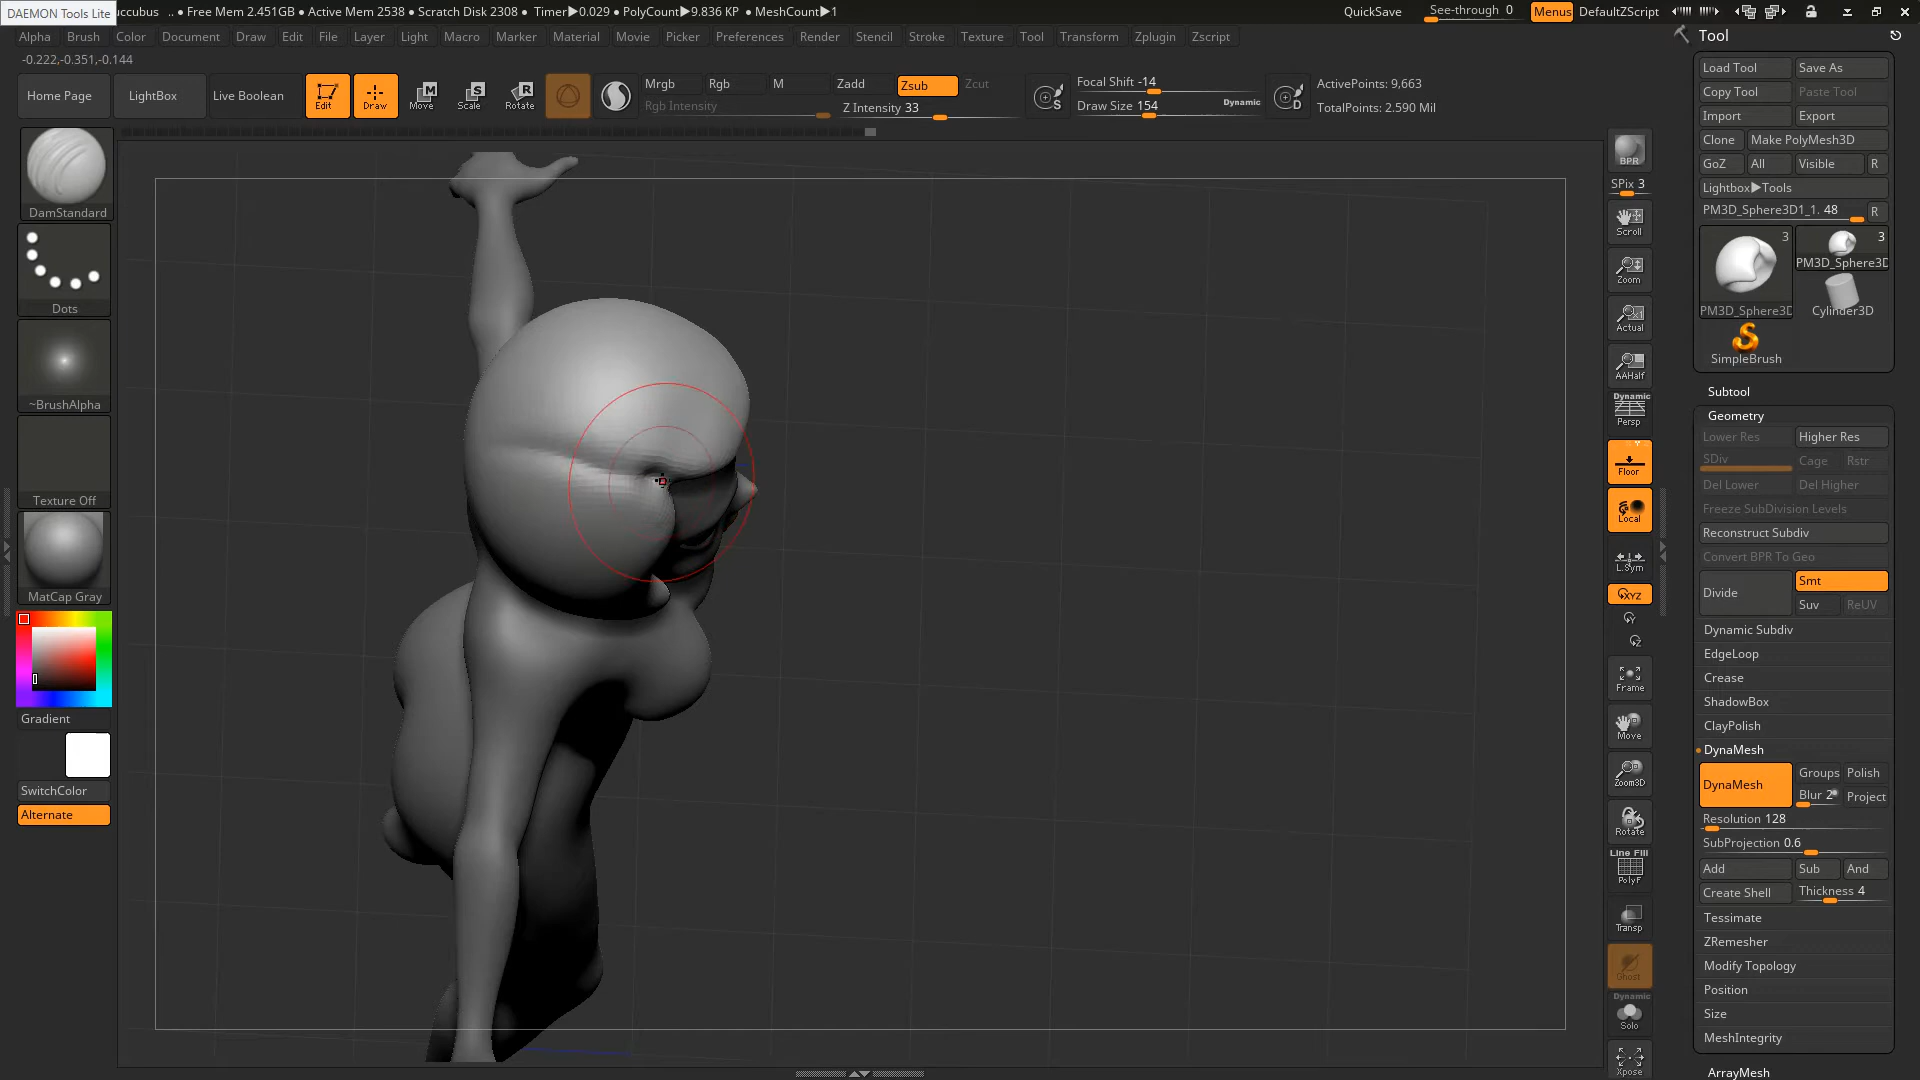 DAEMON Tools Lite
ccubus .. ● Free Mem 2.451GB ● Active Mem 2538 ● Scratch Disk 2308 ● Timer▶0.029 ● PolyCount▶9.836 KP ● MeshCount▶1
QuickSave See-through 0 Menus DefaultZScript
Alpha Brush Color Document Draw Edit File Layer Light Macro Marker Material Movie Picker Preferences Render Stencil Stroke Texture Tool Transform Zplugin Zscript
Tool
-0.222,-0.351,-0.144
Load Tool Save As
Copy Tool Paste Tool
Import Export
Clone Make PolyMesh3D
GoZ All Visible R
Lightbox▶Tools
PM3D_Sphere3D1_1. 48 R
3 3
PM3D_Sphere3D
PM3D_Sphere3D Cylinder3D
SimpleBrush
Home Page LightBox Live Boolean
Edit Draw Move Scale Rotate
Mrgb Rgb M
Rgb Intensity
Zadd Zsub Zcut
Z Intensity 33
S
Focal Shift -14
Draw Size 154 Dynamic
D
ActivePoints: 9,663
TotalPoints: 2.590 Mil
DamStandard
Dots
~BrushAlpha
Texture Off
MatCap Gray
Gradient
SwitchColor
Alternate
BPR
SPix 3
Scroll
Zoom
Actual
AAHalf
Dynamic
Persp
Floor
Local
L.Sym
XYZ
Y
Z
Frame
Move
Zoom3D
Rotate
Line Fill
PolyF
Transp
Ghost
Dynamic
Solo
Xpose
Subtool
Geometry
Lower Res Higher Res
SDiv Cage Rstr
Del Lower Del Higher
Freeze SubDivision Levels
Reconstruct Subdiv
Convert BPR To Geo
Divide Smt
Suv ReUV
Dynamic Subdiv
EdgeLoop
Crease
ShadowBox
ClayPolish
DynaMesh
DynaMesh Groups Polish
Blur 2 Project
Resolution 128
SubProjection 0.6
Add Sub And
Create Shell Thickness 4
Tessimate
ZRemesher
Modify Topology
Position
Size
MeshIntegrity
ArrayMesh